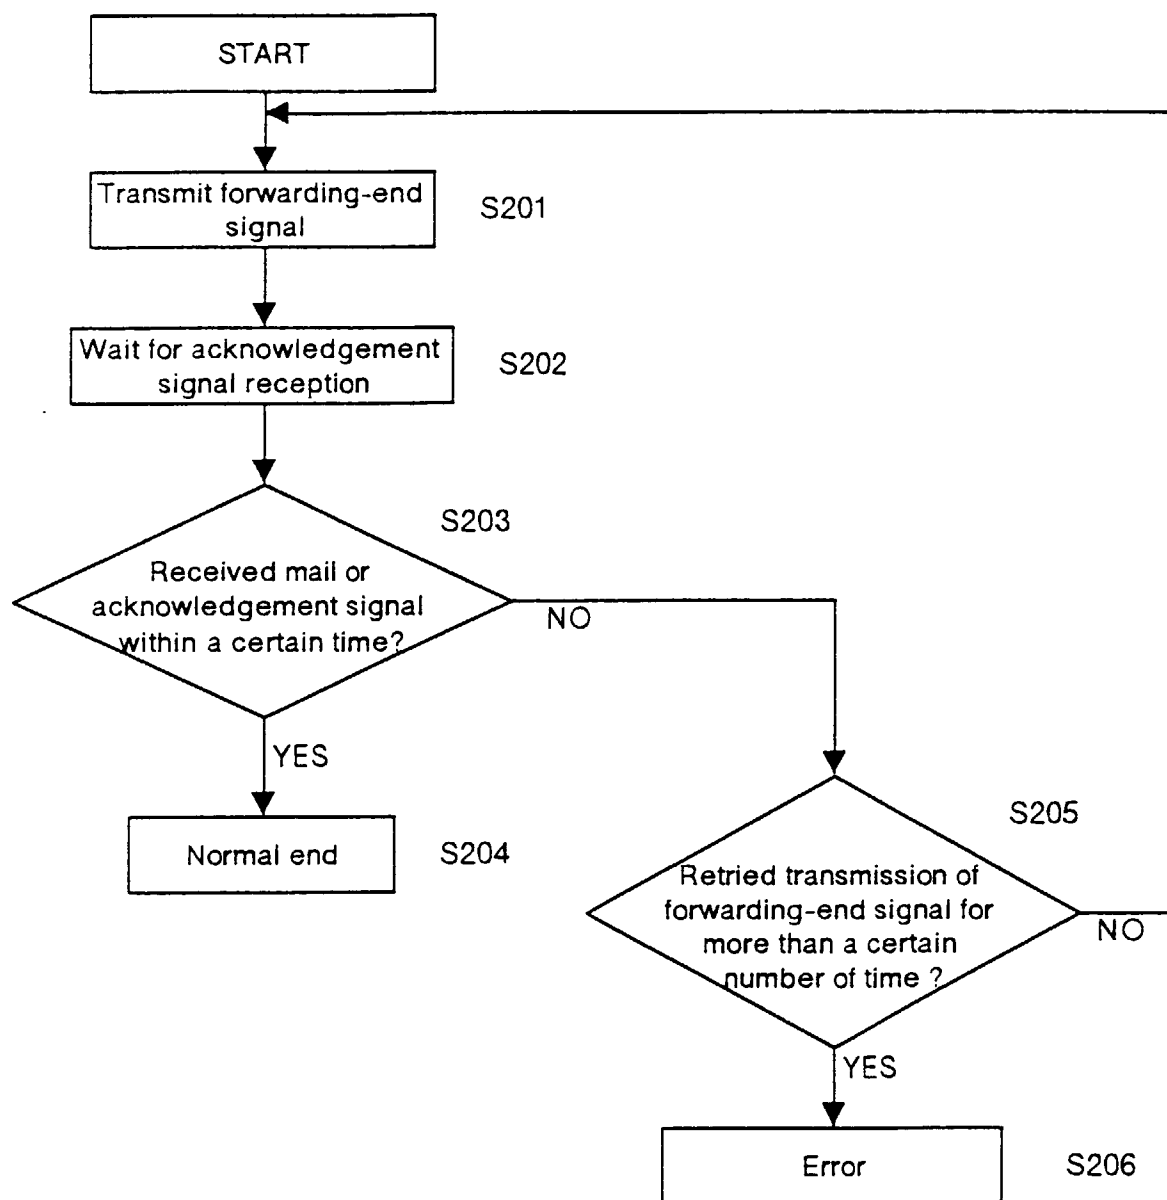 START
Transmit forwarding-end
signal
S201
Wait for acknowledgement
signal reception
S202
S203
Received mail or
acknowledgement signal
within a certain time?
NO
YES
Normal end
S204
S205
Retried transmission of
forwarding-end signal for
more than a certain
number of time ?
NO
YES
Error
S206